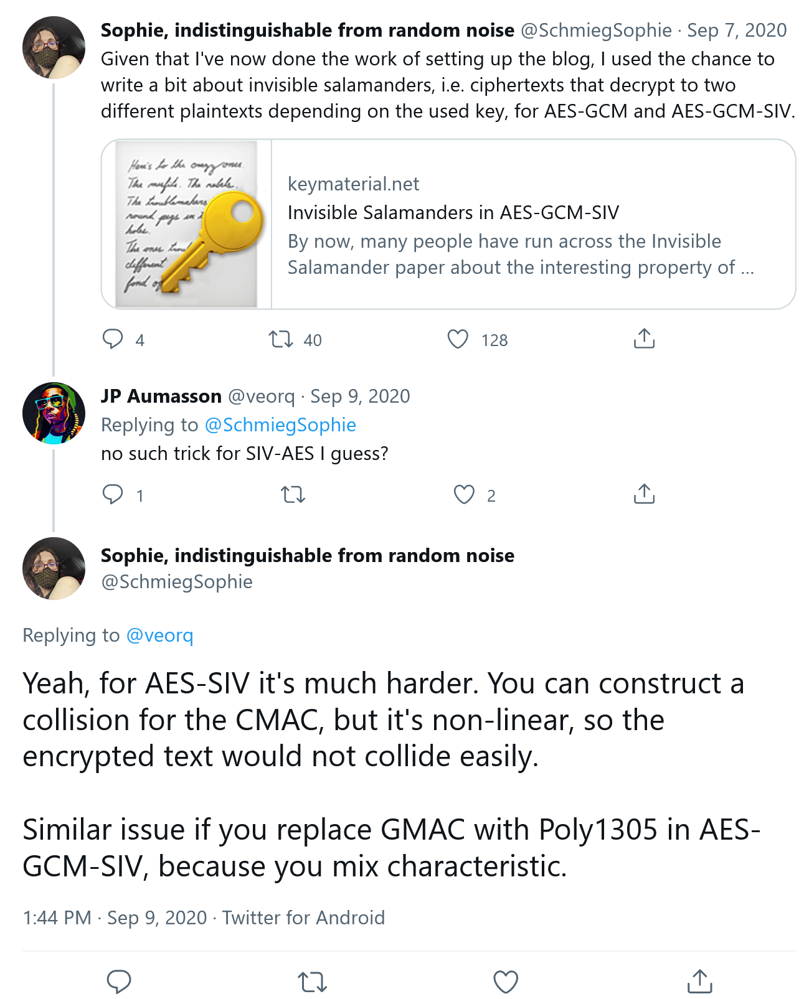 Sophie, indistinguishable from random noise @SchmiegSophie · Sep 7, 2020
Given that I've now done the work of setting up the blog, I used the chance to
write a bit about invisible salamanders, i.e. ciphertexts that decrypt to two
different plaintexts depending on the used key, for AES-GCM and AES-GCM-SIV.
Here's to the crazy ones.
The misfits. The rebels.
The troublemakers
round pegs in
holes.
The ones
different
fond of
keymaterial.net
Invisible Salamanders in AES-GCM-SIV
By now, many people have run across the Invisible
Salamander paper about the interesting property of ...
4 40 128
JP Aumasson @veorq · Sep 9, 2020
Replying to @SchmiegSophie
no such trick for SIV-AES I guess?
1 2
Sophie, indistinguishable from random noise
@SchmiegSophie
Replying to @veorq
Yeah, for AES-SIV it's much harder. You can construct a
collision for the CMAC, but it's non-linear, so the
encrypted text would not collide easily.
Similar issue if you replace GMAC with Poly1305 in AES-
GCM-SIV, because you mix characteristic.
1:44 PM · Sep 9, 2020 · Twitter for Android